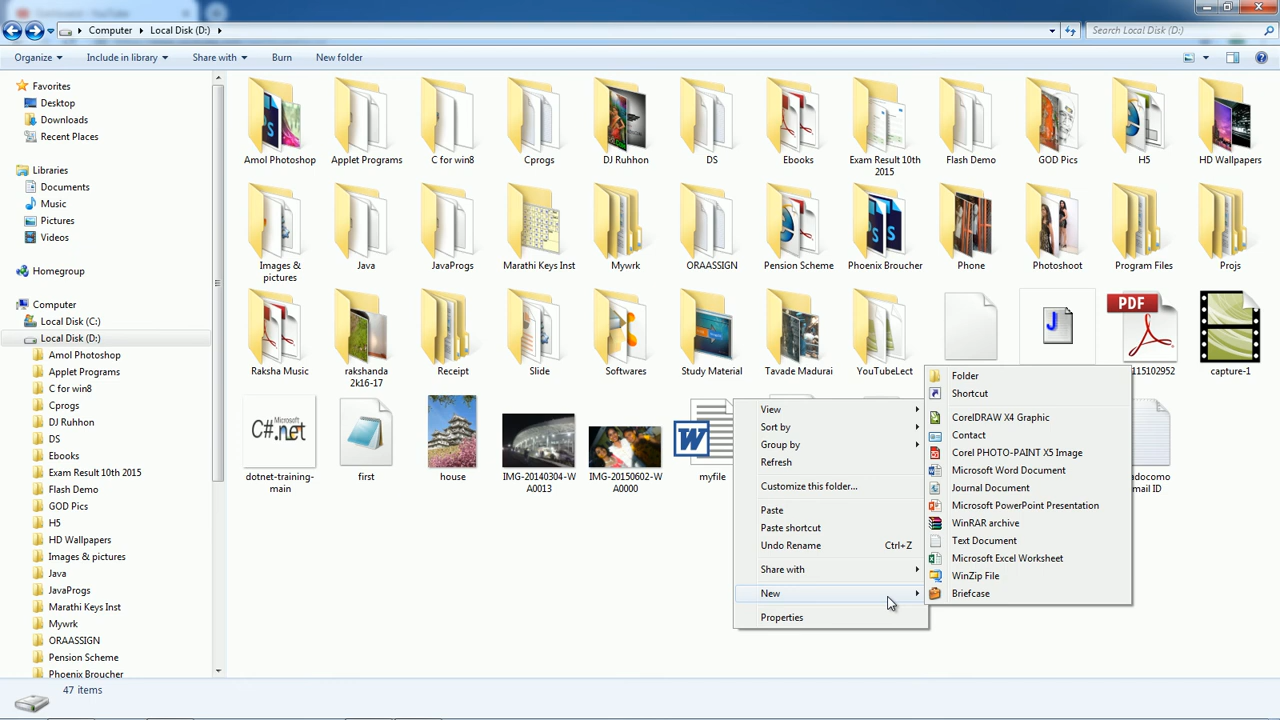 Computer
Local Disk (D:)
Search Local Disk (D:)
Organize
Include in library
Share with
Burn
New folder
Favorites
Desktop
Downloads
Recent Places
Libraries
Documents
Music
Pictures
Videos
Homegroup
Computer
Local Disk (C:)
Local Disk (D:)
Amol Photoshop
Applet Programs
C for win8
Cprogs
DJ Ruhhon
DS
Ebooks
Exam Result 10th 2015
Flash Demo
GOD Pics
H5
HD Wallpapers
Images & pictures
Java
JavaProgs
Marathi Keys Inst
Mywrk
ORAASSIGN
Pension Scheme
Phoenix Broucher
Amol Photoshop
Applet Programs
C for win8
Cprogs
DJ Ruhhon
DS
Ebooks
Exam Result 10th
2015
Flash Demo
GOD Pics
H5
HD Wallpapers
Images &
pictures
Java
JavaProgs
Marathi Keys Inst
Mywrk
ORAASSIGN
Pension Scheme
Phoenix Broucher
Phone
Photoshoot
Program Files
Projs
Raksha Music
rakshanda
2k16-17
Receipt
Slide
Softwares
Study Material
Tavade Madurai
YouTubeLect
J
PDF
115102952
capture-1
Microsoft
C#.net
dotnet-training-
main
first
house
IMG-20140304-W
A0013
IMG-20150602-W
A0000
W
myfile
adocomo
mail ID
View
Sort by
Group by
Refresh
Customize this folder...
Paste
Paste shortcut
Undo Rename Ctrl+Z
Share with
New
Properties
Folder
Shortcut
CorelDRAW X4 Graphic
Contact
Corel PHOTO-PAINT X5 Image
Microsoft Word Document
Journal Document
Microsoft PowerPoint Presentation
WinRAR archive
Text Document
Microsoft Excel Worksheet
WinZip File
Briefcase
47 items